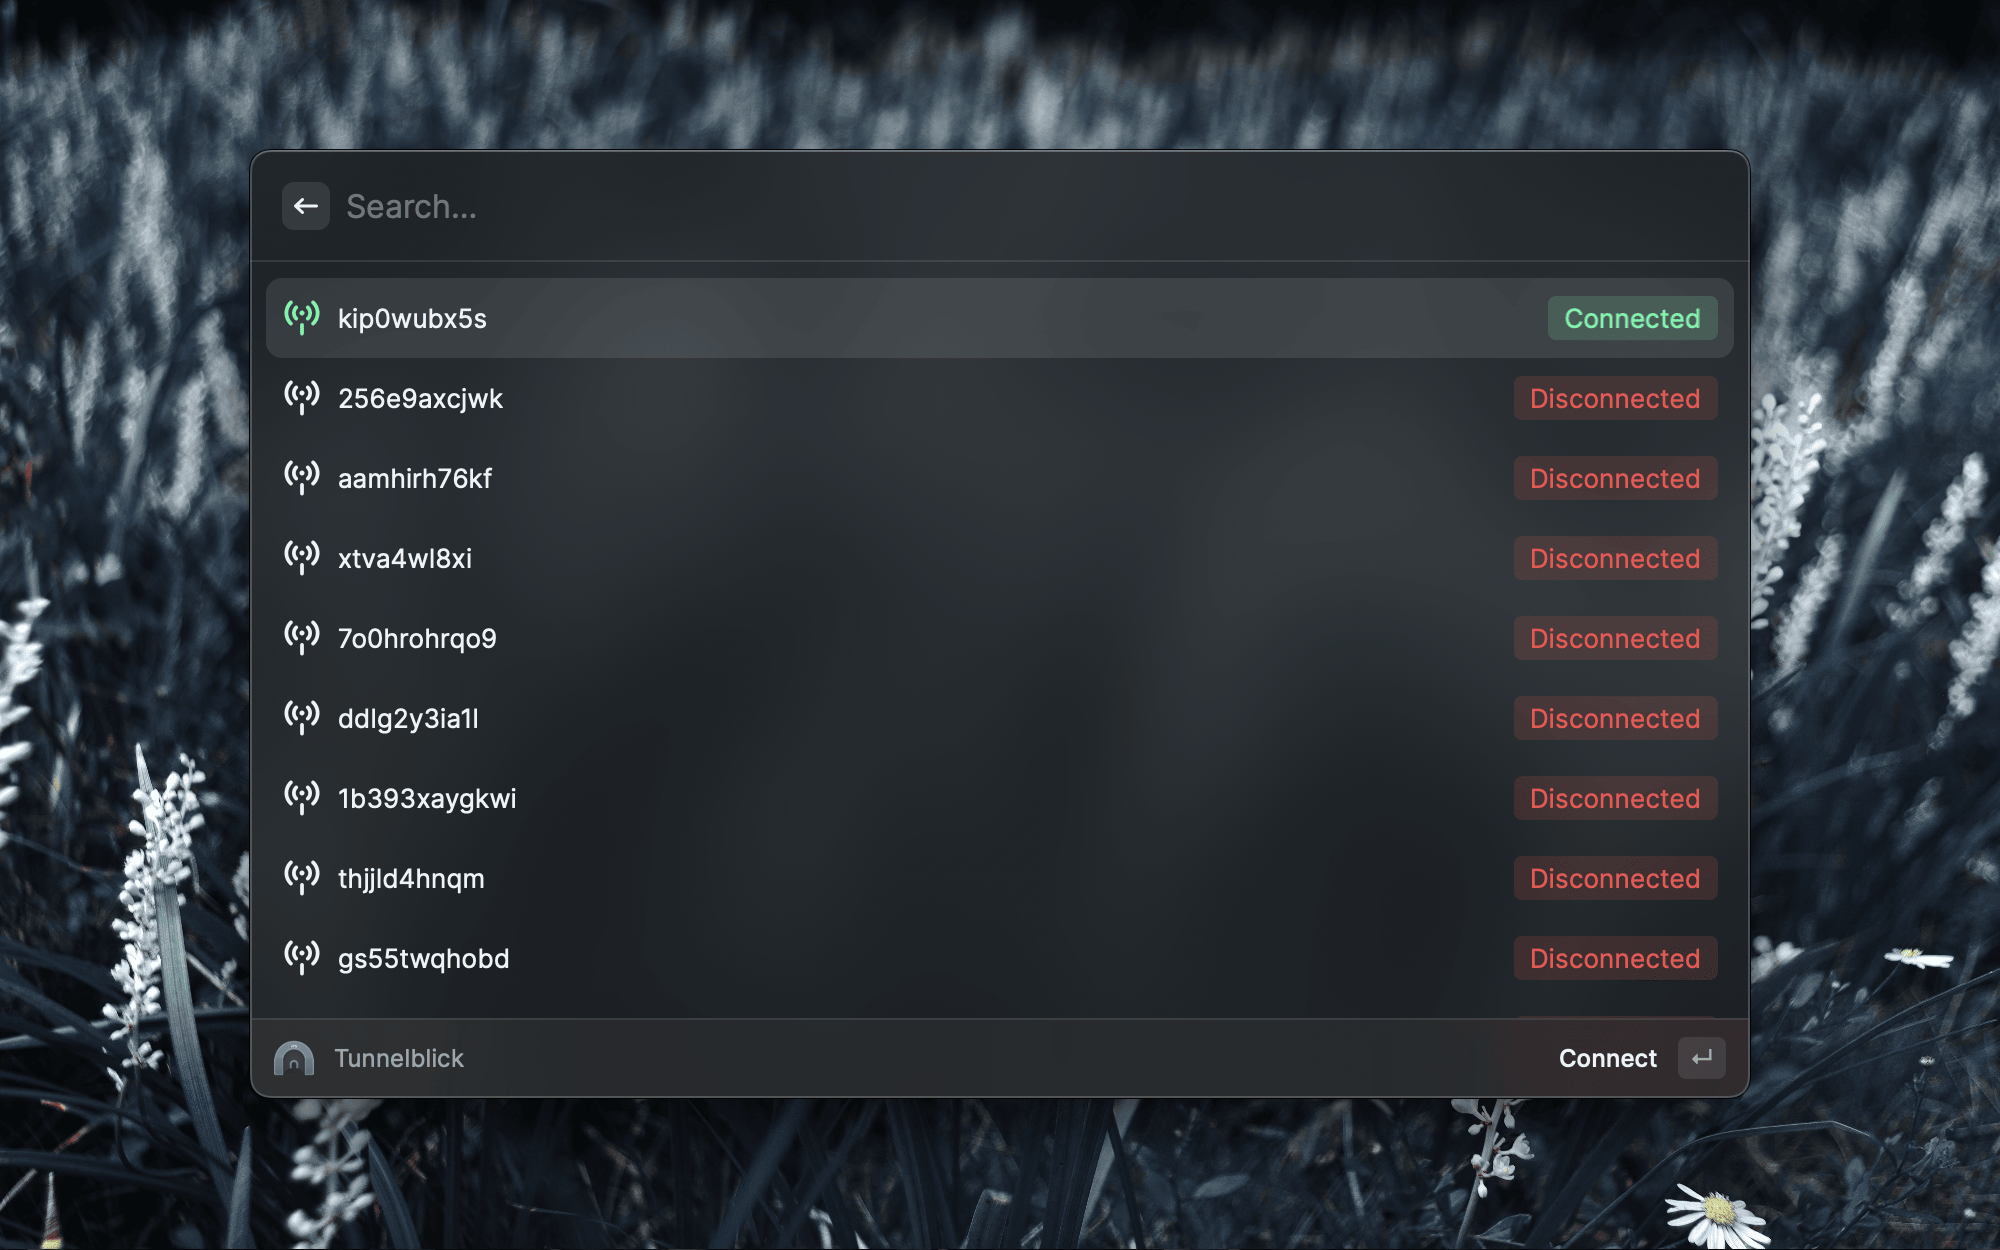 Search...
kip0wubx5s Connected
256e9axcjwk Disconnected
aamhirh76kf Disconnected
xtva4wl8xi Disconnected
7o0hrohrqo9 Disconnected
ddlg2y3ia1l Disconnected
1b393xaygkwi Disconnected
thjjld4hnqm Disconnected
gs55twqhobd Disconnected
Tunnelblick Connect